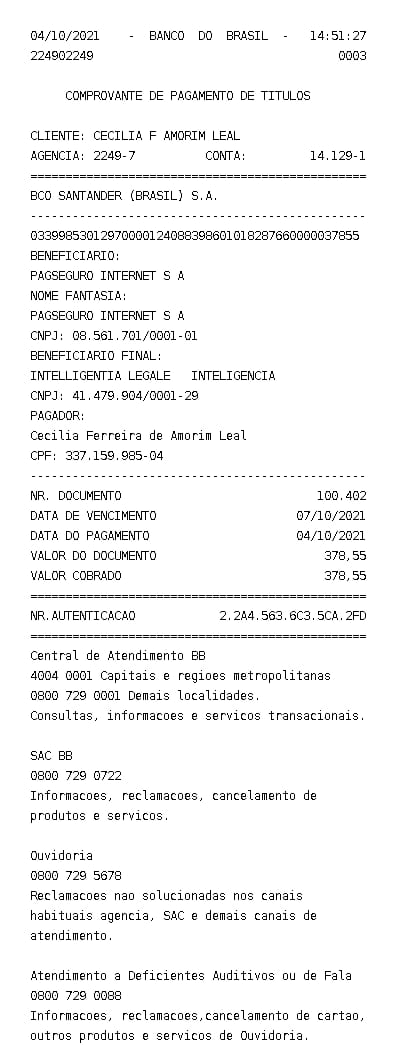 04/10/2021 - BANCO DO BRASIL - 14:51:27
224902249 0003
COMPROVANTE DE PAGAMENTO DE TITULOS
CLIENTE: CECILIA F AMORIM LEAL
AGENCIA: 2249-7 CONTA: 14.129-1
================================================
BCO SANTANDER (BRASIL) S.A.
------------------------------------------------
03399853012970000124088398601018287660000037855
BENEFICIARIO:
PAGSEGURO INTERNET S A
NOME FANTASIA:
PAGSEGURO INTERNET S A
CNPJ: 08.561.701/0001-01
BENEFICIARIO FINAL:
INTELLIGENTIA LEGALE INTELIGENCIA
CNPJ: 41.479.904/0001-29
PAGADOR:
Cecilia Ferreira de Amorim Leal
CPF: 337.159.985-04
------------------------------------------------
NR. DOCUMENTO 100.402
DATA DE VENCIMENTO 07/10/2021
DATA DO PAGAMENTO 04/10/2021
VALOR DO DOCUMENTO 378,55
VALOR COBRADO 378,55
================================================
NR.AUTENTICACAO 2.2A4.563.6C3.5CA.2FD
================================================
Central de Atendimento BB
4004 0001 Capitais e regioes metropolitanas
0800 729 0001 Demais localidades.
Consultas, informacoes e servicos transacionais.
SAC BB
0800 729 0722
Informacoes, reclamacoes, cancelamento de
produtos e servicos.
Ouvidoria
0800 729 5678
Reclamacoes nao solucionadas nos canais
habituais agencia, SAC e demais canais de
atendimento.
Atendimento a Deficientes Auditivos ou de Fala
0800 729 0088
Informacoes, reclamacoes,cancelamento de cartao,
outros produtos e servicos de Ouvidoria.